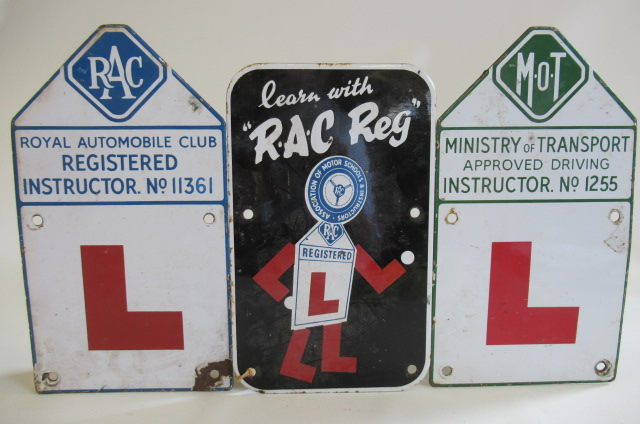 RAC
ROYAL AUTOMOBILE CLUB
REGISTERED
INSTRUCTOR. Nº 11361
L
learn with
"R·A·C Reg"
ASSOCIATION OF MOTOR SCHOOLS & INSTRUCTORS
RAC
RAC
REGISTERED
L
M·O·T
MINISTRY OF TRANSPORT
APPROVED DRIVING
INSTRUCTOR. Nº 1255
L